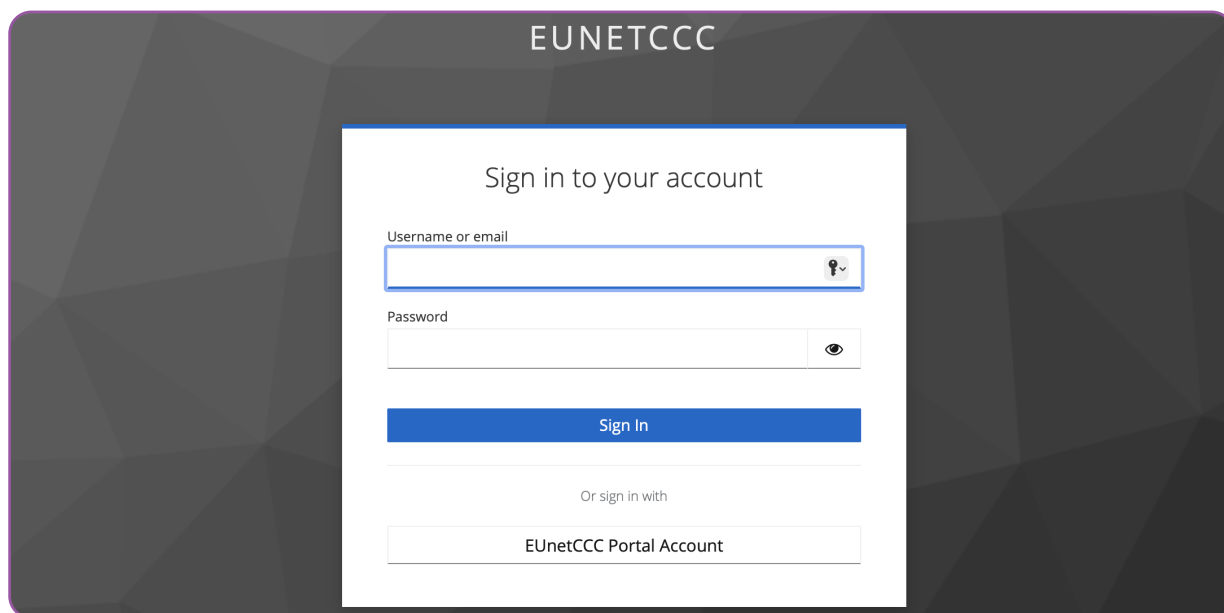 EUNETCCC
Sign in to your account
Username or email
Password
Sign In
Or sign in with
EUnetCCC Portal Account